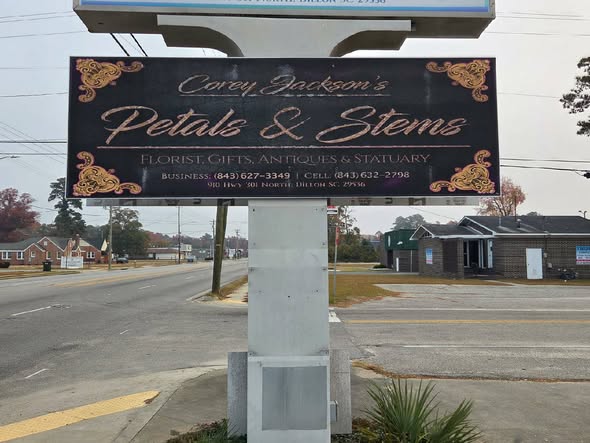 Corey Jackson's
Petals & Stems
Florist, Gifts, Antiques & Statuary
Business: (843) 627-3349 | Cell: (843) 632-2798
910 Hwy 301 North, Dillon SC 29536